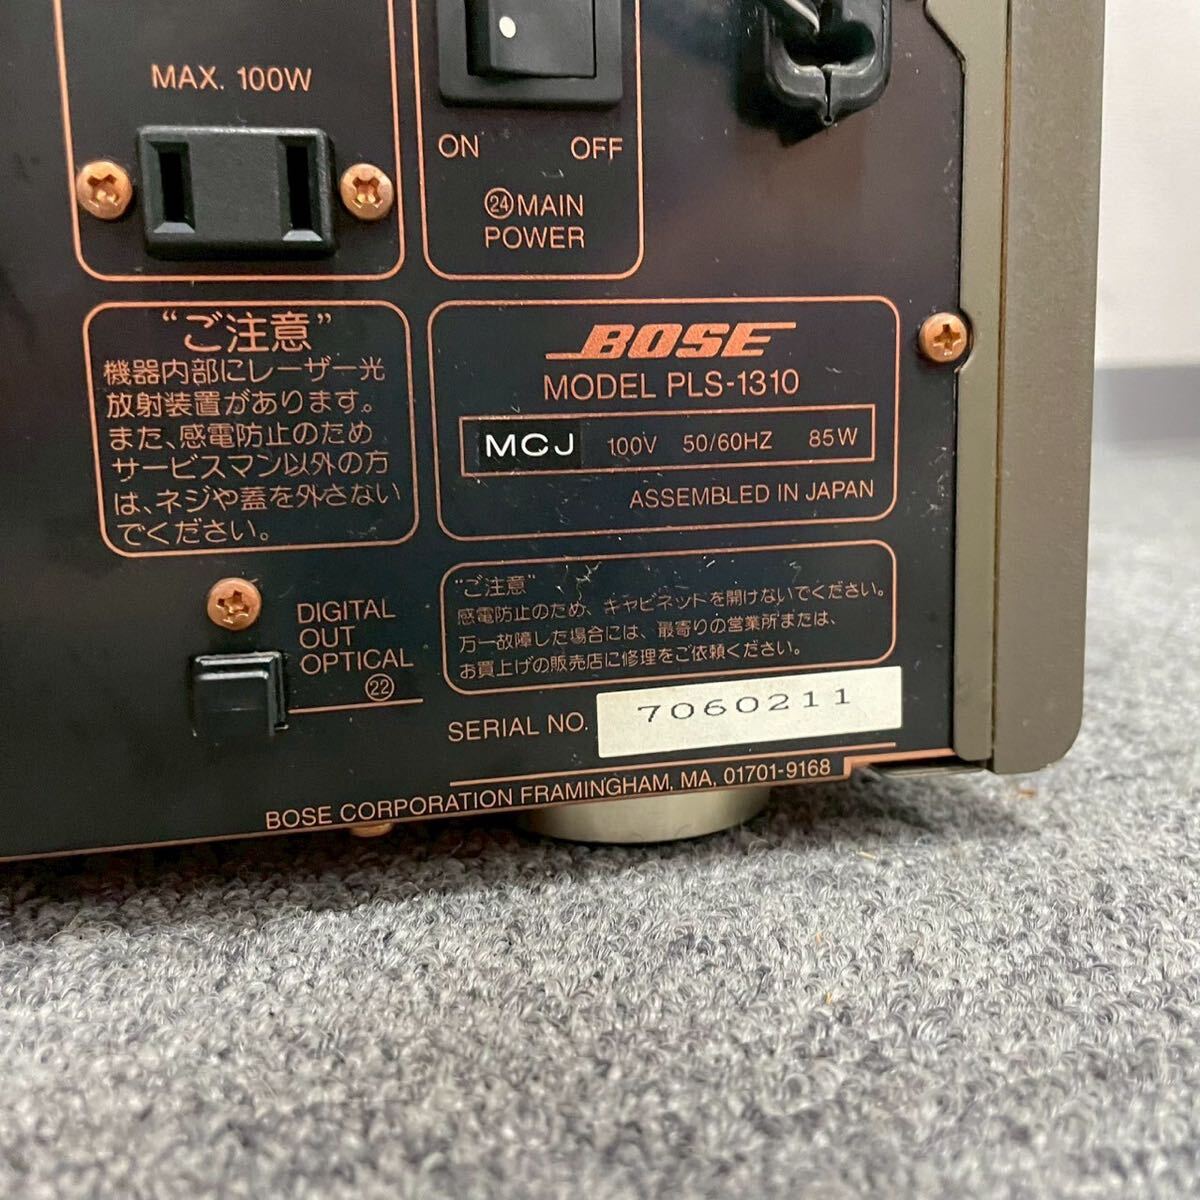 MAX. 100W
ON OFF
㉔MAIN
POWER
“ご注意”
機器内部にレーザー光
放射装置があります。
また、感電防止のため
サービスマン以外の方
は、ネジや蓋を外さない
でください。
BOSE
MODEL PLS-1310
MCJ 100V 50/60HZ 85W
ASSEMBLED IN JAPAN
DIGITAL
OUT
OPTICAL
㉒
“ご注意”
感電防止のため、キャビネットを開けないでください。
万一故障した場合には、最寄りの営業所または、
お買上げの販売店に修理をご依頼ください。
SERIAL NO. 7060211
BOSE CORPORATION FRAMINGHAM, MA, 01701-9168